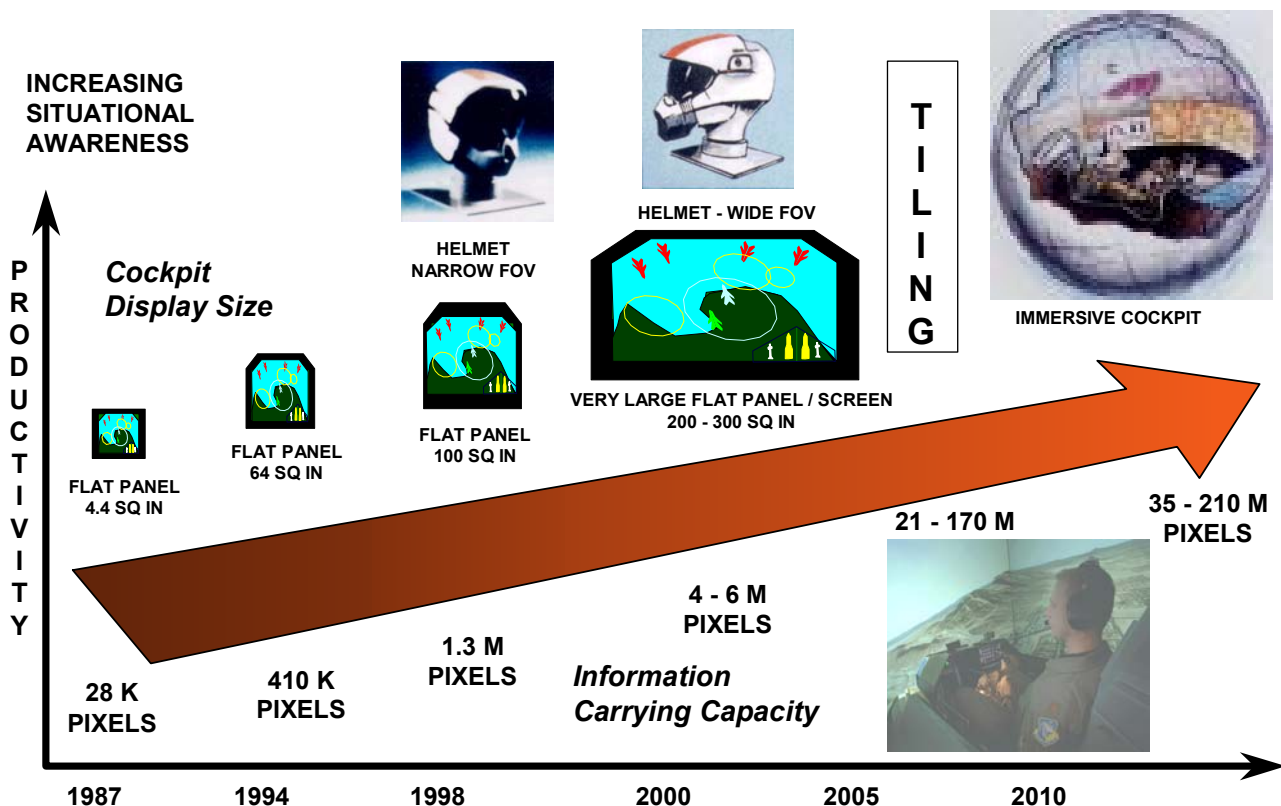 INCREASING
SITUATIONAL
AWARENESS
PRODUCTIVITY
Cockpit
Display Size
HELMET
NARROW FOV
HELMET - WIDE FOV
TILING
IMMERSIVE COCKPIT
FLAT PANEL
4.4 SQ IN
FLAT PANEL
64 SQ IN
FLAT PANEL
100 SQ IN
VERY LARGE FLAT PANEL / SCREEN
200 - 300 SQ IN
28 K
PIXELS
410 K
PIXELS
1.3 M
PIXELS
4 - 6 M
PIXELS
21 - 170 M
35 - 210 M
PIXELS
Information
Carrying Capacity
1987 1994 1998 2000 2005 2010